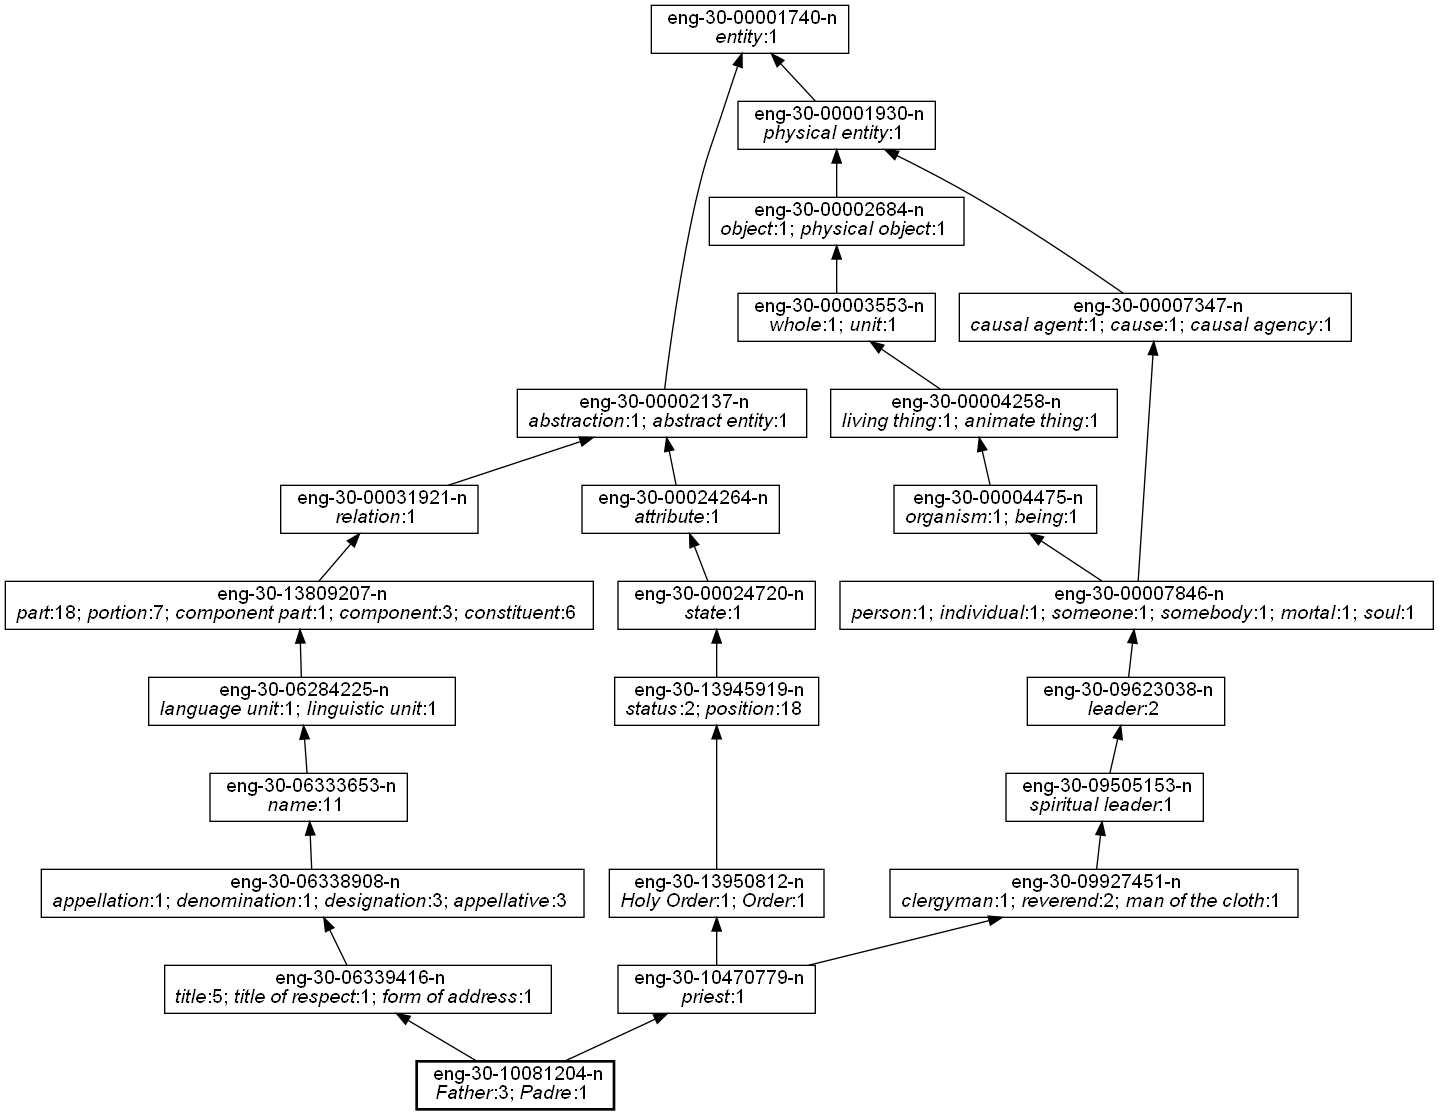 eng-30-00001740-n
entity:1
eng-30-00001930-n
physical entity:1
eng-30-00002684-n
object:1; physical object:1
eng-30-00003553-n
whole:1; unit:1
eng-30-00007347-n
causal agent:1; cause:1; causal agency:1
eng-30-00002137-n
abstraction:1; abstract entity:1
eng-30-00004258-n
living thing:1; animate thing:1
eng-30-00031921-n
relation:1
eng-30-00024264-n
attribute:1
eng-30-00004475-n
organism:1; being:1
eng-30-13809207-n
part:18; portion:7; component part:1; component:3; constituent:6
eng-30-00024720-n
state:1
eng-30-00007846-n
person:1; individual:1; someone:1; somebody:1; mortal:1; soul:1
eng-30-06284225-n
language unit:1; linguistic unit:1
eng-30-13945919-n
status:2; position:18
eng-30-09623038-n
leader:2
eng-30-06333653-n
name:11
eng-30-09505153-n
spiritual leader:1
eng-30-06338908-n
appellation:1; denomination:1; designation:3; appellative:3
eng-30-13950812-n
Holy Order:1; Order:1
eng-30-09927451-n
clergyman:1; reverend:2; man of the cloth:1
eng-30-06339416-n
title:5; title of respect:1; form of address:1
eng-30-10470779-n
priest:1
eng-30-10081204-n
Father:3; Padre:1